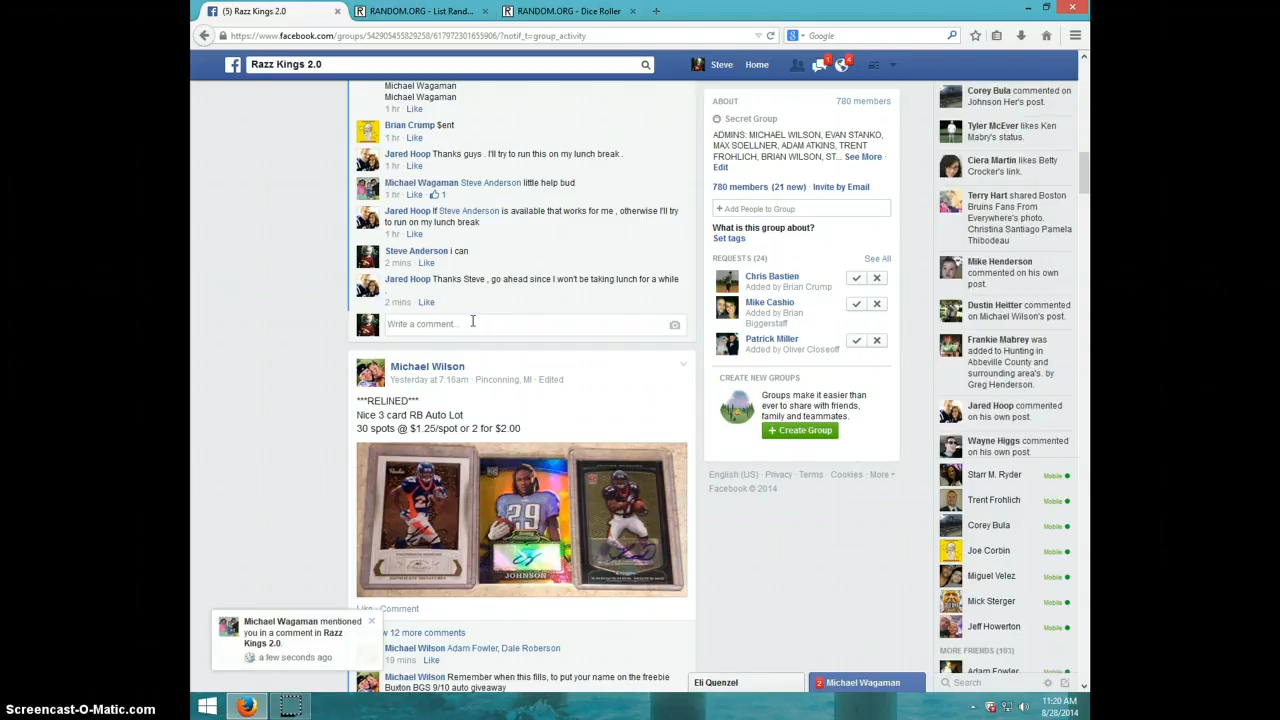 (5) Razz Kings 2.0
RANDOM.ORG - List Rand...
RANDOM.ORG - Dice Roller
https://www.facebook.com/groups/542905455829258/617972301655906/?notif_t=group_activity
Google
Razz Kings 2.0
Steve
Home
1
4
Michael Wagaman
Michael Wagaman
1 hr · Like
Brian Crump $ent
1 hr · Like
Jared Hoop Thanks guys . I'll try to run this on my lunch break .
1 hr · Like
Michael Wagaman Steve Anderson little help bud
1 hr · Like · 1
Jared Hoop If Steve Anderson is available that works for me , otherwise I'll try
to run on my lunch break
1 hr · Like
Steve Anderson i can
2 mins · Like
Jared Hoop Thanks Steve , go ahead since I won't be taking lunch for a while
.
2 mins · Like
Write a comment...
Michael Wilson
Yesterday at 7:16am · Pinconning, MI · Edited
***RELINED***
Nice 3 card RB Auto Lot
30 spots @ $1.25/spot or 2 for $2.00
29
JOHNSON
Like · Comment
w 12 more comments
Michael Wilson Adam Fowler, Dale Roberson
19 mins · Like
Michael Wilson Remember when this fills, to put your name on the freebie
Buxton BGS 9/10 auto giveaway
Michael Wagaman mentioned
you in a comment in Razz
Kings 2.0.
a few seconds ago
ABOUT
780 members
Secret Group
ADMINS: MICHAEL WILSON, EVAN STANKO,
MAX SOELLNER, ADAM ATKINS, TRENT
FROHLICH, BRIAN WILSON, ST... See More ·
Edit
780 members (21 new) · Invite by Email
+ Add People to Group
What is this group about?
Set tags
REQUESTS (24)
See All
Chris Bastien
Added by Brian Crump
Mike Cashio
Added by Brian
Biggerstaff
Patrick Miller
Added by Oliver Closeoff
CREATE NEW GROUPS
Groups make it easier than
ever to share with friends,
family and teammates.
+ Create Group
English (US) · Privacy · Terms · Cookies · More
Facebook © 2014
Corey Bula commented on
Johnson Her's post.
Tyler McEver likes Ken
Mabry's status.
Ciera Martin likes Betty
Crocker's link.
Terry Hart shared Boston
Bruins Fans From
Everywhere's photo.
Christina Santiago Pamela
Thibodeau
Mike Henderson
commented on his own
post.
Dustin Heitter commented
on Michael Wilson's post.
Frankie Mabrey was
added to Hunting in
Abbeville County and
surrounding area's. by
Greg Henderson.
Jared Hoop commented
on his own post.
Wayne Higgs commented
on his own post.
Starr M. Ryder
Mobile
Trent Frohlich
Mobile
Corey Bula
Mobile
Joe Corbin
Mobile
Miguel Velez
Mobile
Mick Sterger
Mobile
Jeff Howerton
Mobile
MORE FRIENDS (103)
Adam Fowler
Search
Eli Quenzel
2 Michael Wagaman
11:20 AM
8/28/2014
Screencast-O-Matic.com